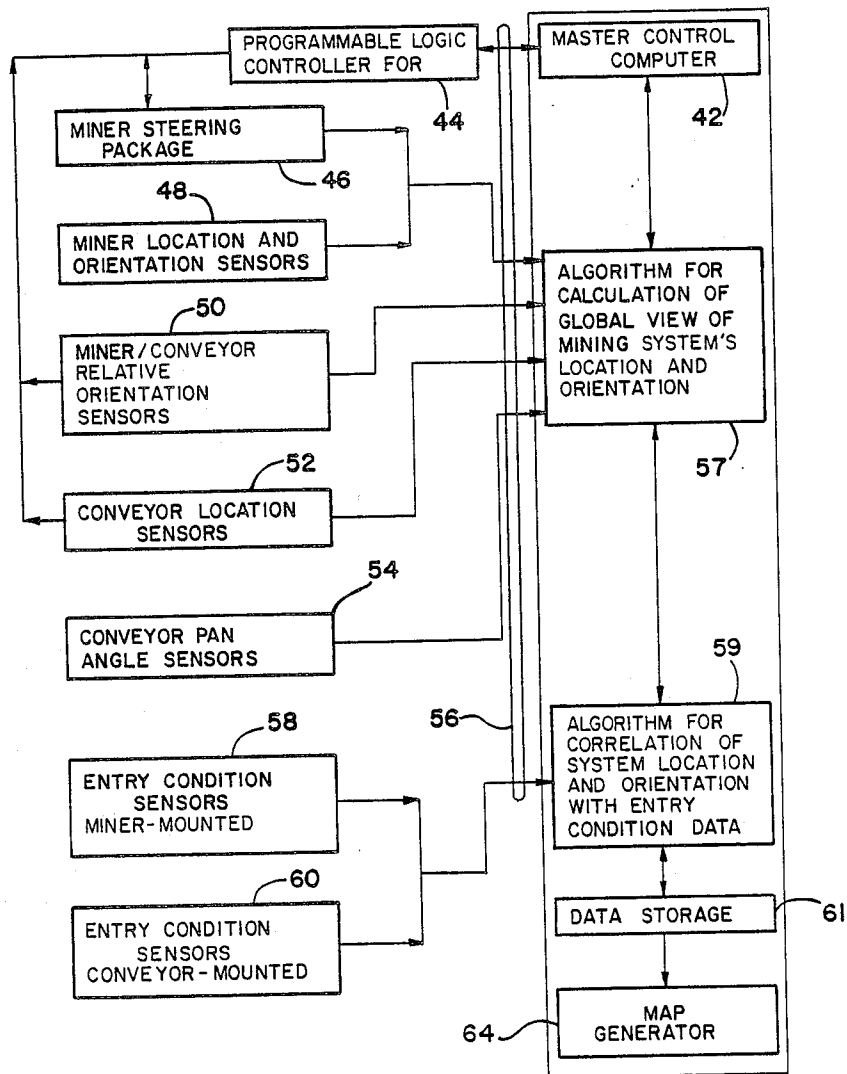 PROGRAMMABLE LOGIC
CONTROLLER FOR
44
MASTER CONTROL
COMPUTER
42
MINER STEERING
PACKAGE
46
48
MINER LOCATION AND
ORIENTATION SENSORS
50
MINER/CONVEYOR
RELATIVE
ORIENTATION
SENSORS
ALGORITHM FOR
CALCULATION OF
GLOBAL VIEW OF
MINING SYSTEM'S
LOCATION AND
ORIENTATION
57
52
CONVEYOR LOCATION
SENSORS
54
CONVEYOR PAN
ANGLE SENSORS
56
58
ENTRY CONDITION
SENSORS
MINER-MOUNTED
59
ALGORITHM FOR
CORRELATION OF
SYSTEM LOCATION
AND ORIENTATION
WITH ENTRY
CONDITION DATA
60
ENTRY CONDITION
SENSORS
CONVEYOR-MOUNTED
DATA STORAGE
61
MAP
GENERATOR
64